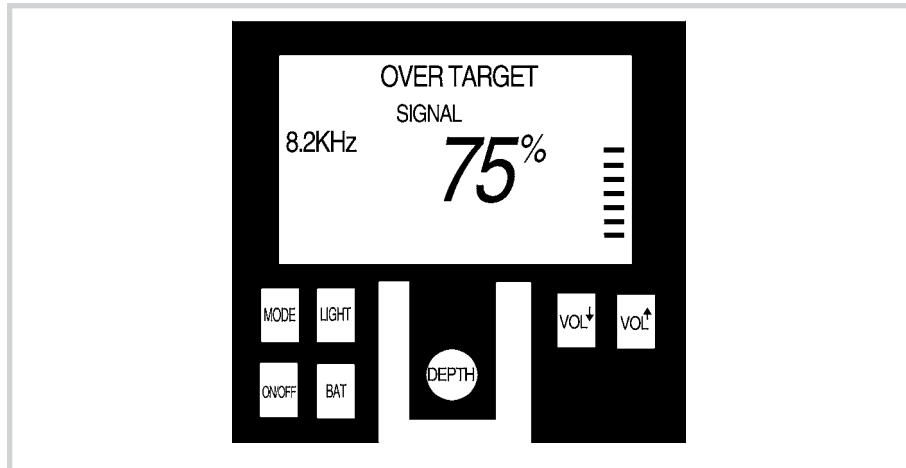 OVER TARGET
SIGNAL
8.2KHz
75%
MODE
LIGHT
VOL↓
VOL↑
ON/OFF
BAT
DEPTH